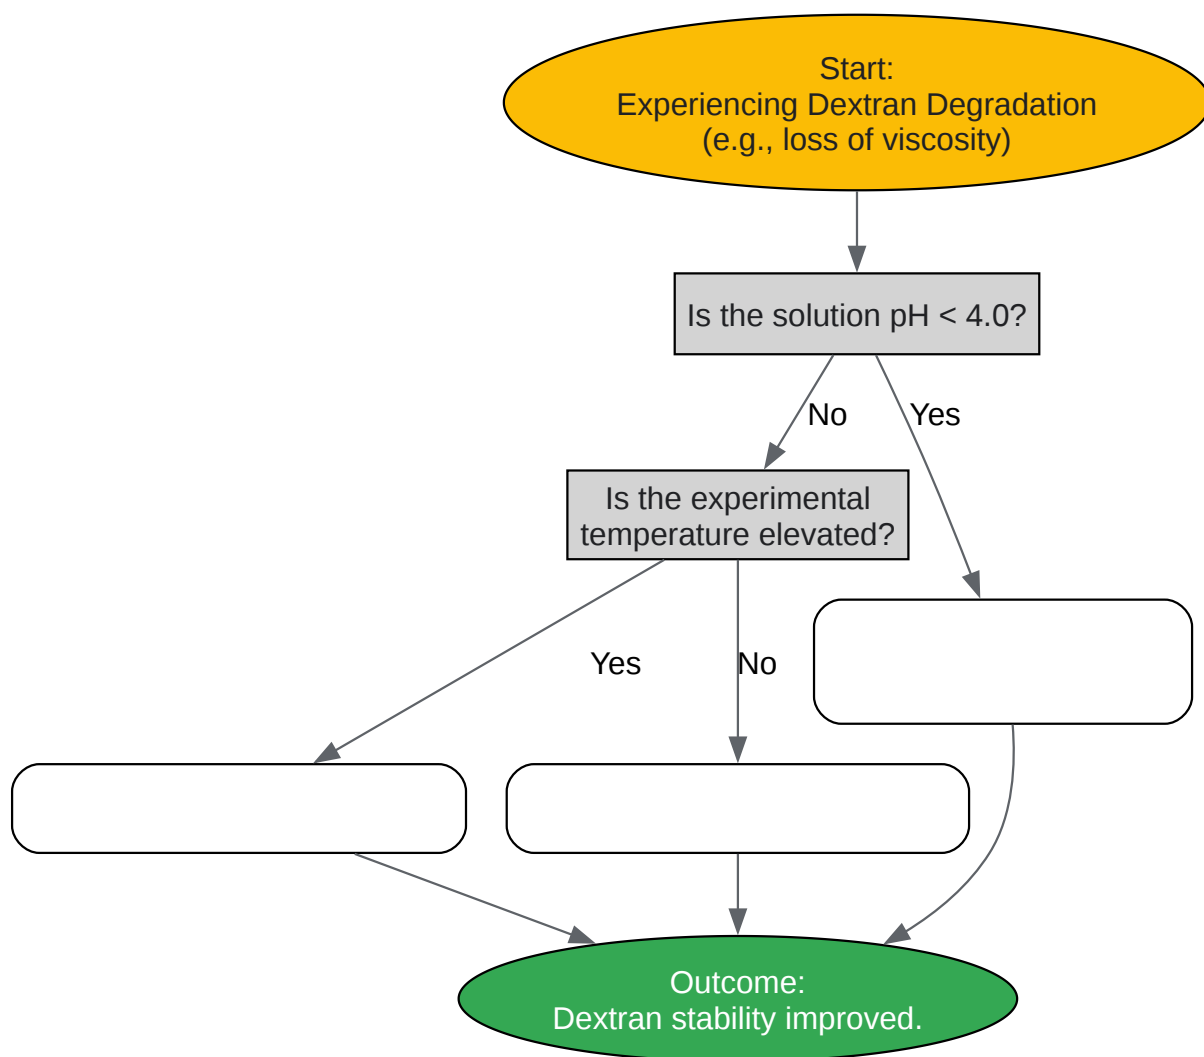 Start:
Experiencing Dextran Degradation
(e.g., loss of viscosity)
Is the solution pH < 4.0?
No
Yes
Is the experimental
temperature elevated?
Yes
No
Outcome:
Dextran stability improved.